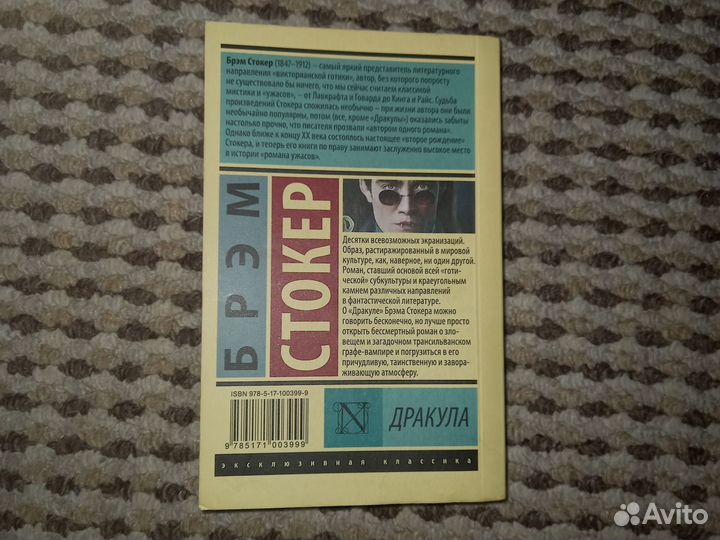 Брэм Стокер (1847–1912) – самый яркий представитель литературного
направления «викторианской готики», автор, без которого попросту
не существовало бы ничего, что мы сейчас считаем классикой
мистики и «ужасов», – от Лавкрафта и Говарда до Кинга и Райс. Судьба
произведений Стокера сложилась необычно – при жизни автора они были
необычайно популярны, потом (все, кроме «Дракулы») оказались забыты
настолько прочно, что писателя прозвали «автором одного романа».
Однако ближе к концу XX века состоялось настоящее «второе рождение»
Стокера, и теперь его книги по праву занимают заслуженно высокое место
в истории «романа ужасов».
БРЭМ
СТОКЕР
Десятки всевозможных экранизаций.
Образ, растиражированный в мировой
культуре, как, наверное, ни один другой.
Роман, ставший основой всей «готи-
ческой» субкультуры и краеугольным
камнем различных направлений
в фантастической литературе.
О «Дракуле» Брэма Стокера можно
говорить бесконечно, но лучше просто
открыть бессмертный роман о зло-
вещем и загадочном трансильванском
графе-вампире и погрузиться в его
причудливую, таинственную и завора-
живающую атмосферу.
ISBN 978-5-17-100399-9
9 785171 003999
N
ДРАКУЛА
эксклюзивная классика
Avito